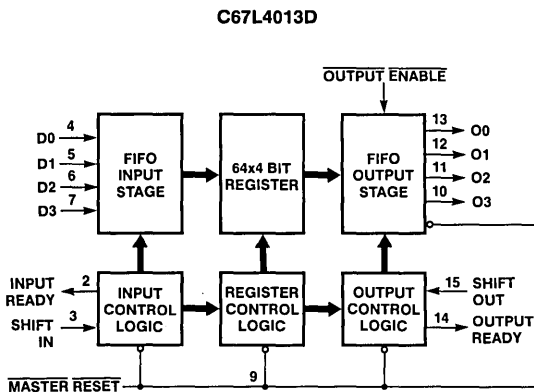 C67L4013D
OUTPUT ENABLE
D0 4
D1 5
D2 6
D3 7
FIFO
INPUT
STAGE
64x4 BIT
REGISTER
FIFO
OUTPUT
STAGE
13 O0
12 O1
11 O2
10 O3
INPUT
READY
2
SHIFT
IN
3
INPUT
CONTROL
LOGIC
REGISTER
CONTROL
LOGIC
OUTPUT
CONTROL
LOGIC
15 SHIFT
OUT
14 OUTPUT
READY
MASTER RESET
9